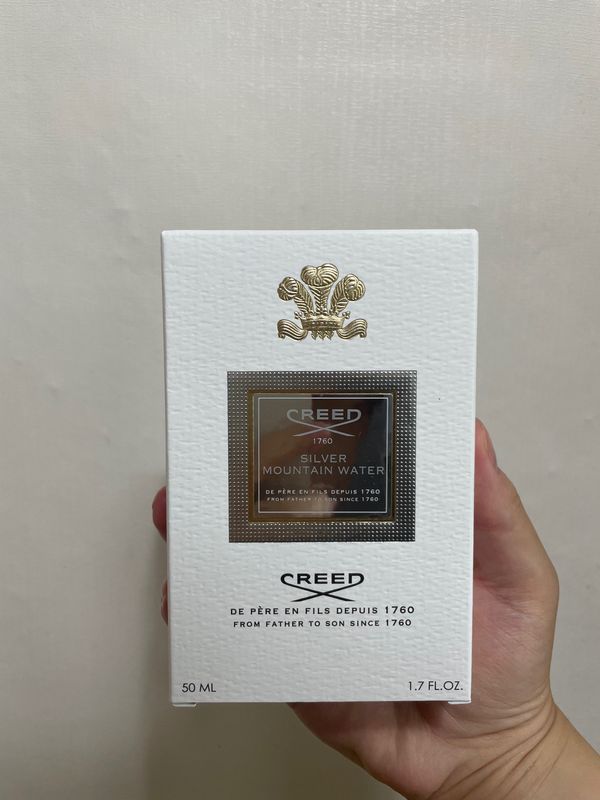 CREED
1760
SILVER
MOUNTAIN WATER
DE PÈRE EN FILS DEPUIS 1760
FROM FATHER TO SON SINCE 1760
CREED
DE PÈRE EN FILS DEPUIS 1760
FROM FATHER TO SON SINCE 1760
50 ML
1.7 FL.OZ.